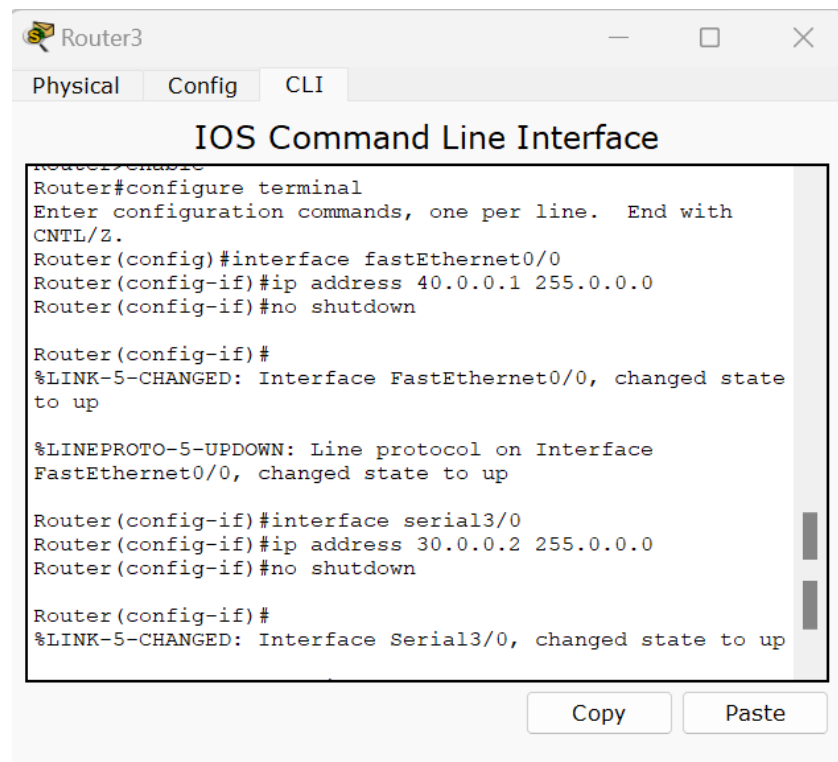 Router3
Physical Config CLI
IOS Command Line Interface
Router>enable
Router#configure terminal
Enter configuration commands, one per line.  End with
CNTL/Z.
Router(config)#interface fastEthernet0/0
Router(config-if)#ip address 40.0.0.1 255.0.0.0
Router(config-if)#no shutdown
Router(config-if)#
%LINK-5-CHANGED: Interface FastEthernet0/0, changed state
to up
%LINEPROTO-5-UPDOWN: Line protocol on Interface
FastEthernet0/0, changed state to up
Router(config-if)#interface serial3/0
Router(config-if)#ip address 30.0.0.2 255.0.0.0
Router(config-if)#no shutdown
Router(config-if)#
%LINK-5-CHANGED: Interface Serial3/0, changed state to up
Copy Paste